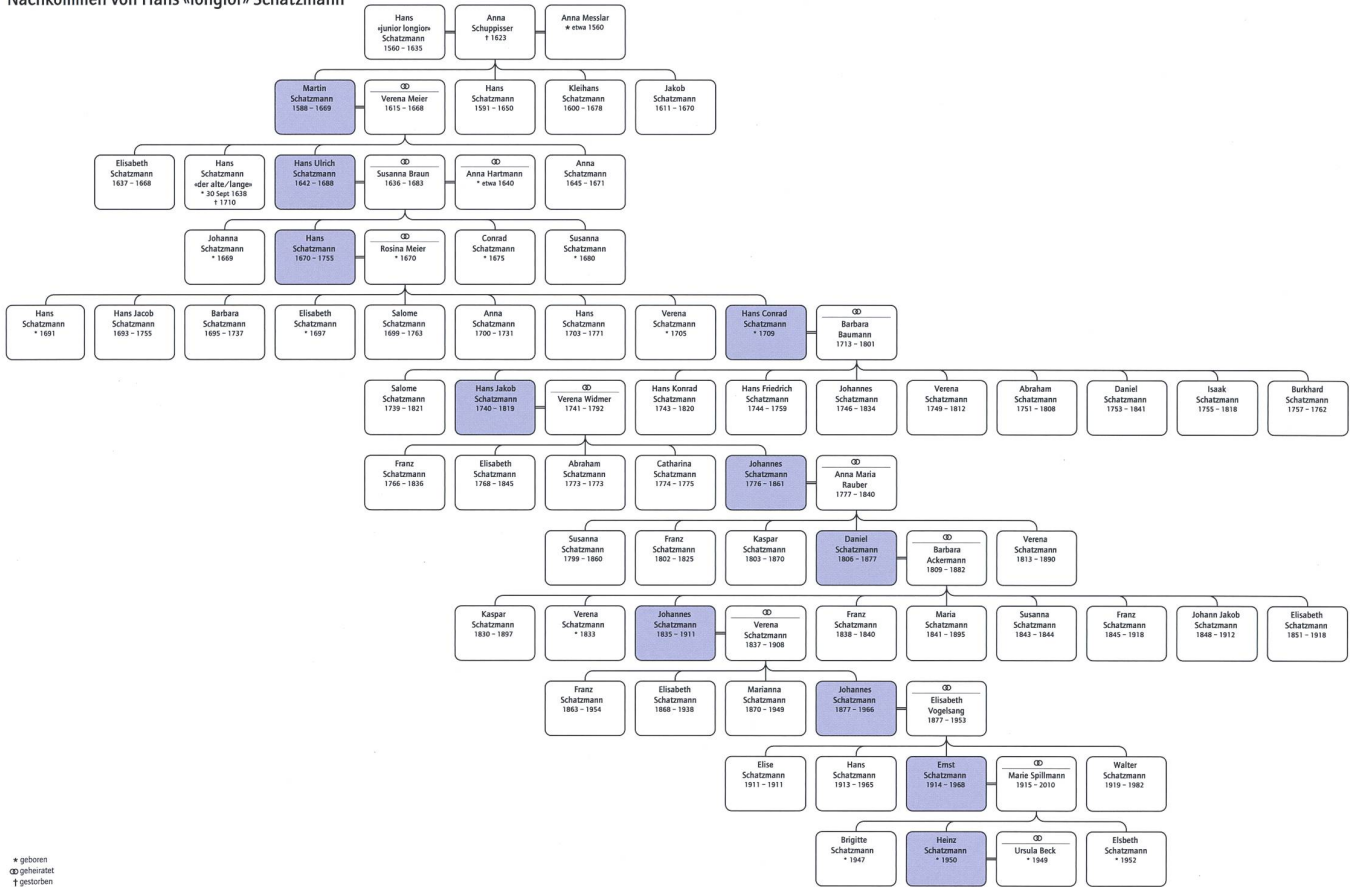 Nachkommen von Hans «longior» Schatzmann
Hans
«junior longior»
Schatzmann
1560 – 1635
Anna
Schuppisser
† 1623
Anna Messlar
* etwa 1560
Martin
Schatzmann
1588 – 1669
⚭
Verena Meier
1615 – 1668
Hans
Schatzmann
1591 – 1650
Kleihans
Schatzmann
1600 – 1678
Jakob
Schatzmann
1611 – 1670
Elisabeth
Schatzmann
1637 – 1668
Hans
Schatzmann
«der alte/lange»
* 30 Sept 1638
† 1710
Hans Ulrich
Schatzmann
1642 – 1688
⚭
Susanna Braun
1636 – 1683
⚭
Anna Hartmann
* etwa 1640
Anna
Schatzmann
1645 – 1671
Johanna
Schatzmann
* 1669
Hans
Schatzmann
1670 – 1755
⚭
Rosina Meier
* 1670
Conrad
Schatzmann
* 1675
Susanna
Schatzmann
* 1680
Hans
Schatzmann
* 1691
Hans Jacob
Schatzmann
1693 – 1755
Barbara
Schatzmann
1695 – 1737
Elisabeth
Schatzmann
* 1697
Salome
Schatzmann
1699 – 1763
Anna
Schatzmann
1700 – 1731
Hans
Schatzmann
1703 – 1771
Verena
Schatzmann
* 1705
Hans Conrad
Schatzmann
* 1709
⚭
Barbara
Baumann
1713 – 1801
Salome
Schatzmann
1739 – 1821
Hans Jakob
Schatzmann
1740 – 1819
⚭
Verena Widmer
1741 – 1792
Hans Konrad
Schatzmann
1743 – 1820
Hans Friedrich
Schatzmann
1744 – 1759
Johannes
Schatzmann
1746 – 1834
Verena
Schatzmann
1749 – 1812
Abraham
Schatzmann
1751 – 1808
Daniel
Schatzmann
1753 – 1841
Isaak
Schatzmann
1755 – 1818
Burkhard
Schatzmann
1757 – 1762
Franz
Schatzmann
1766 – 1836
Elisabeth
Schatzmann
1768 – 1845
Abraham
Schatzmann
1773 – 1773
Catharina
Schatzmann
1774 – 1775
Johannes
Schatzmann
1776 – 1861
⚭
Anna Maria
Rauber
1777 – 1840
Susanna
Schatzmann
1799 – 1860
Franz
Schatzmann
1802 – 1825
Kaspar
Schatzmann
1803 – 1870
Daniel
Schatzmann
1806 – 1877
⚭
Barbara
Ackermann
1809 – 1882
Verena
Schatzmann
1813 – 1890
Kaspar
Schatzmann
1830 – 1897
Verena
Schatzmann
* 1833
Johannes
Schatzmann
1835 – 1911
⚭
Verena
Schatzmann
1837 – 1908
Franz
Schatzmann
1838 – 1840
Maria
Schatzmann
1841 – 1895
Susanna
Schatzmann
1843 – 1844
Franz
Schatzmann
1845 – 1918
Johann Jakob
Schatzmann
1848 – 1912
Elisabeth
Schatzmann
1851 – 1918
Franz
Schatzmann
1863 – 1954
Elisabeth
Schatzmann
1868 – 1938
Marianna
Schatzmann
1870 – 1949
Johannes
Schatzmann
1877 – 1966
⚭
Elisabeth
Vogelsang
1877 – 1953
Elise
Schatzmann
1911 – 1911
Hans
Schatzmann
1913 – 1965
Ernst
Schatzmann
1914 – 1968
⚭
Marie Spillmann
1915 – 2010
Walter
Schatzmann
1919 – 1982
Brigitte
Schatzmann
* 1947
Heinz
Schatzmann
* 1950
⚭
Ursula Beck
* 1949
Elsbeth
Schatzmann
* 1952
★ geboren
⚭ geheiratet
† gestorben